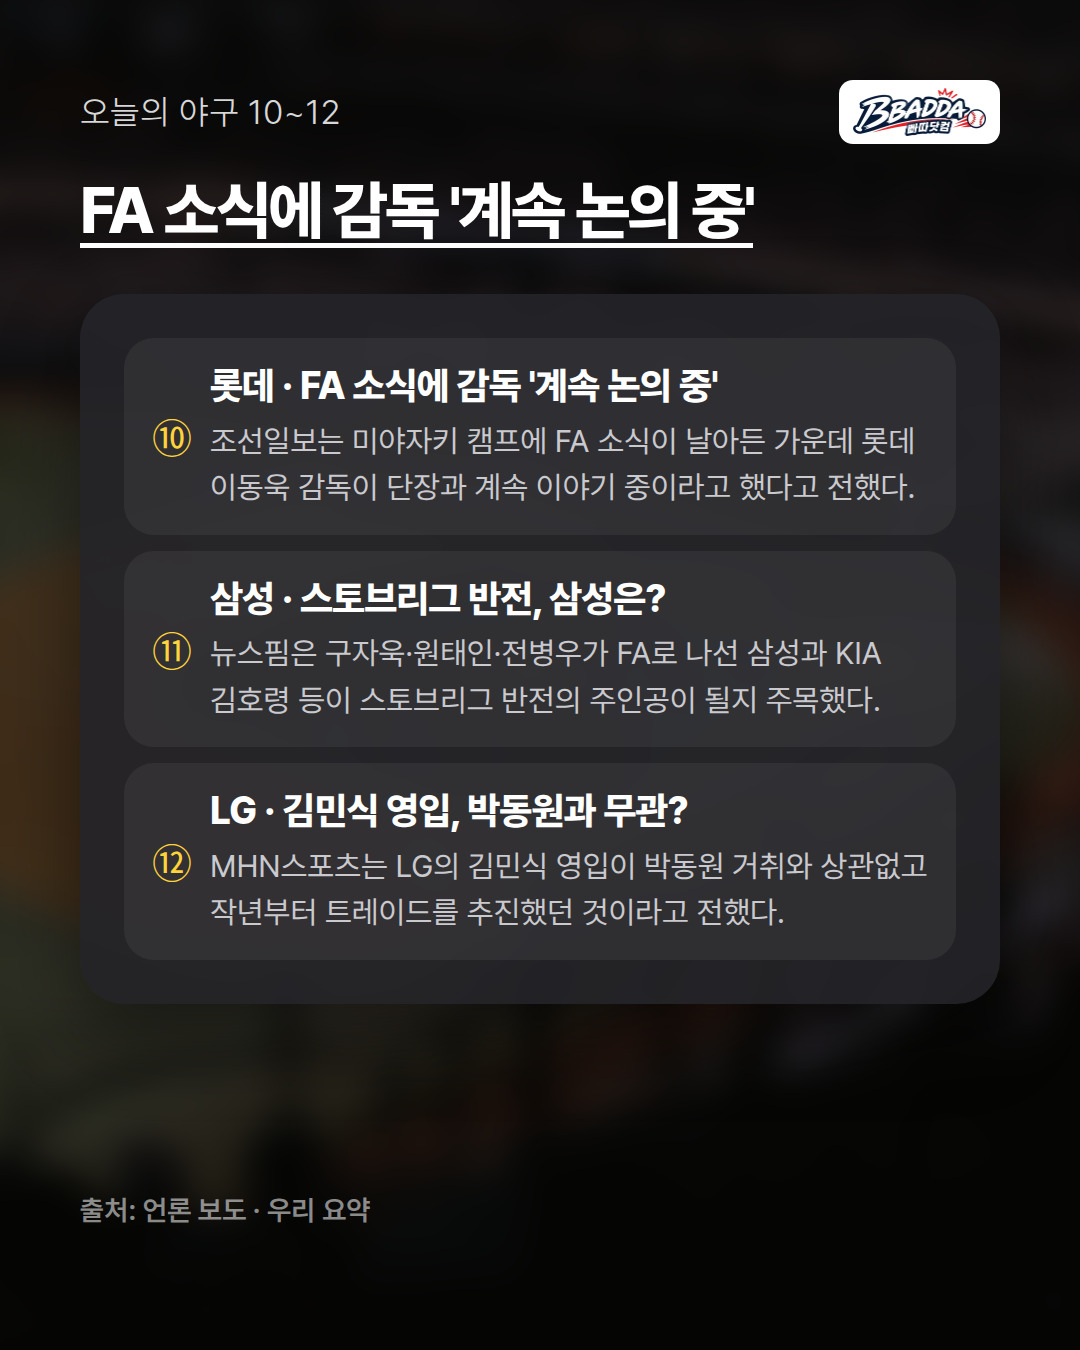 오늘의 야구 10~12
BBADDA
빠따닷컴
FA 소식에 감독 '계속 논의 중'
롯데 · FA 소식에 감독 '계속 논의 중'
⑩ 조선일보는 미야자키 캠프에 FA 소식이 날아든 가운데 롯데
이동욱 감독이 단장과 계속 이야기 중이라고 했다고 전했다.
삼성 · 스토브리그 반전, 삼성은?
⑪ 뉴스핌은 구자욱·원태인·전병우가 FA로 나선 삼성과 KIA
김호령 등이 스토브리그 반전의 주인공이 될지 주목했다.
LG · 김민식 영입, 박동원과 무관?
⑫ MHN스포츠는 LG의 김민식 영입이 박동원 거취와 상관없고
작년부터 트레이드를 추진했던 것이라고 전했다.
출처: 언론 보도 · 우리 요약